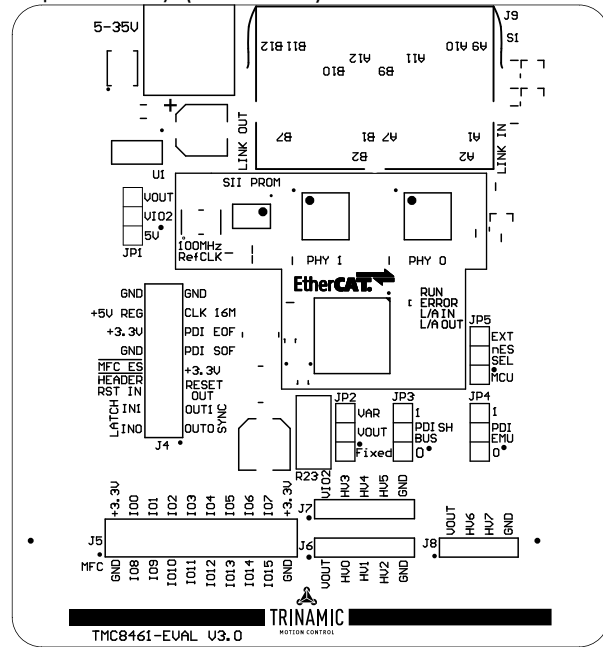 5-35V
J9
S1
B12
B11
A12
A11
A10
A9
B10
B9
B7
B1
A7
A1
B2
A2
LINK OUT
LINK IN
+
U1
SII PROM
VOUT
VIO2
5V
JP1
100MHz
RefCLK
PHY 1
PHY 0
EtherCAT.
RUN
ERROR
L/A IN
L/A OUT
GND GND
+5V REG CLK 16M
+3.3V PDI EOF
GND PDI SOF
MFC_ES +3.3V
HEADER RESET
RST IN OUT
LATCH IN1 OUT1 SYNC
IN0 OUT0
J4
JP5
EXT
nES
SEL
MCU
JP2
VAR
VOUT
Fixed
JP3
1
PDISH
BUS
0
JP4
1
PDI
EMU
0
R23
+3.3V IO0 IO1 IO2 IO3 IO4 IO5 IO6 IO7 +3.3V
J5
MFC
GND IO8 IO9 IO10 IO11 IO12 IO13 IO14 IO15 GND
VIO2 HV3 HV4 HV5 GND
J7
J6
VOUT HV0 HV1 HV2 GND
VOUT HV6 HV7 GND
J8
TRINAMIC
MOTION CONTROL
TMC8461-EVAL V3.0